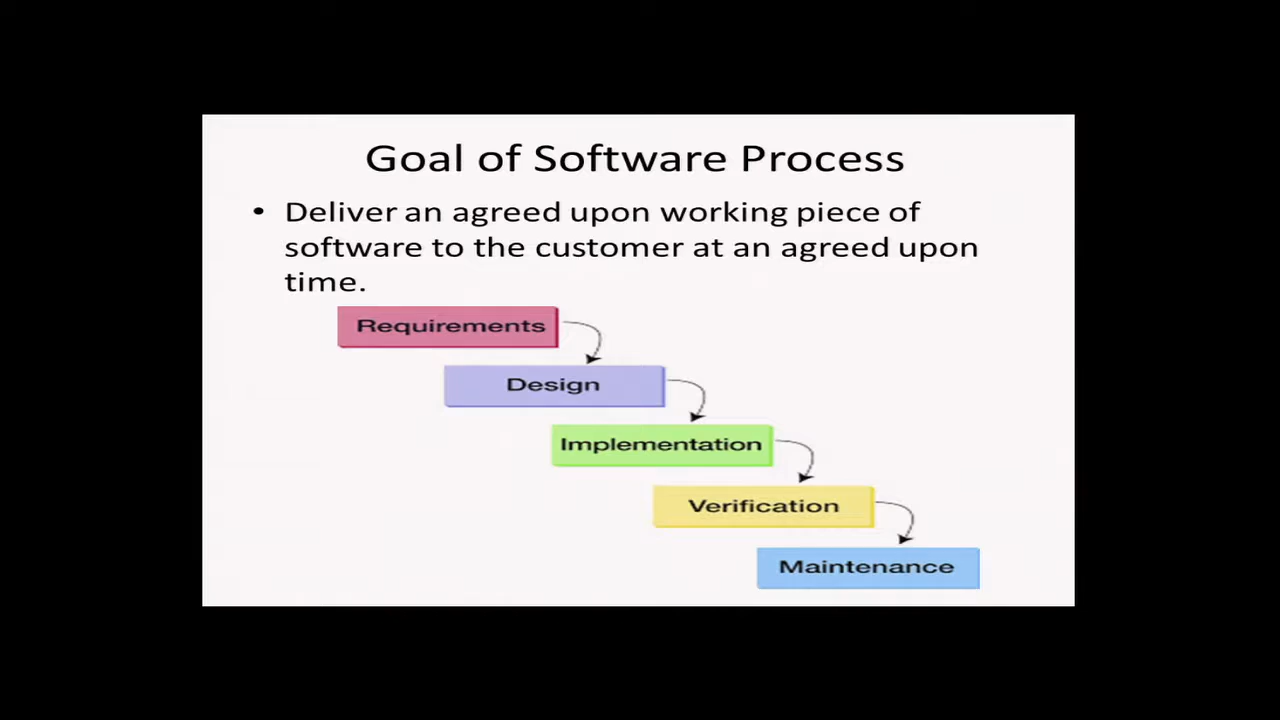 Goal of Software Process
• Deliver an agreed upon working piece of
software to the customer at an agreed upon
time.
Requirements
Design
Implementation
Verification
Maintenance